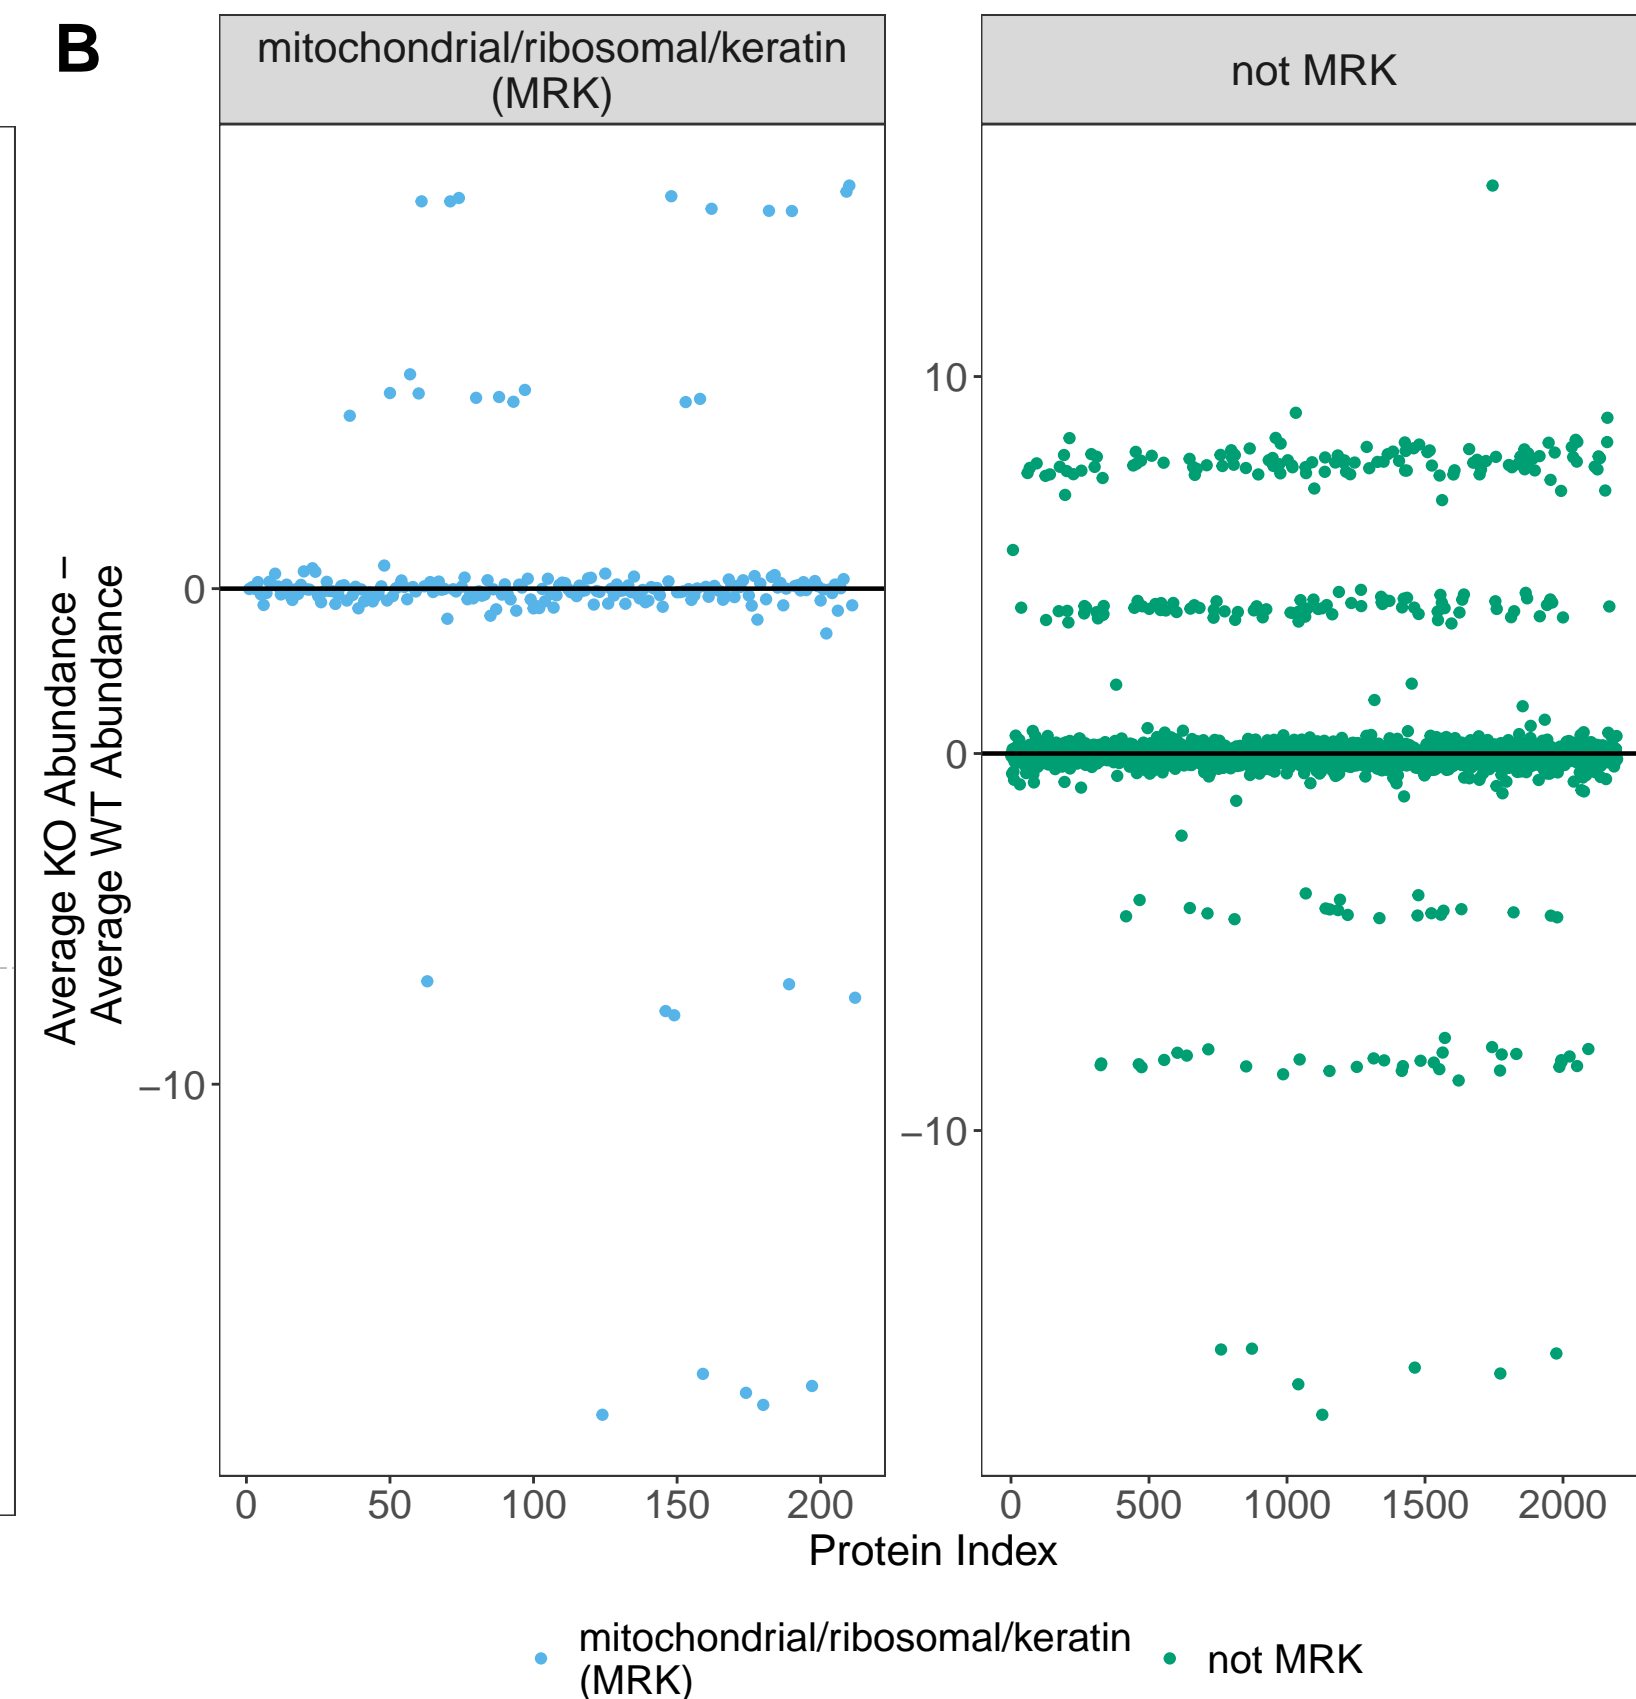 B
mitochondrial/ribosomal/keratin
(MRK)
not MRK
Average KO Abundance –
Average WT Abundance
0
−10
10
0
−10
0 50 100 150 200
0 500 1000 1500 2000
Protein Index
mitochondrial/ribosomal/keratin
(MRK)
not MRK